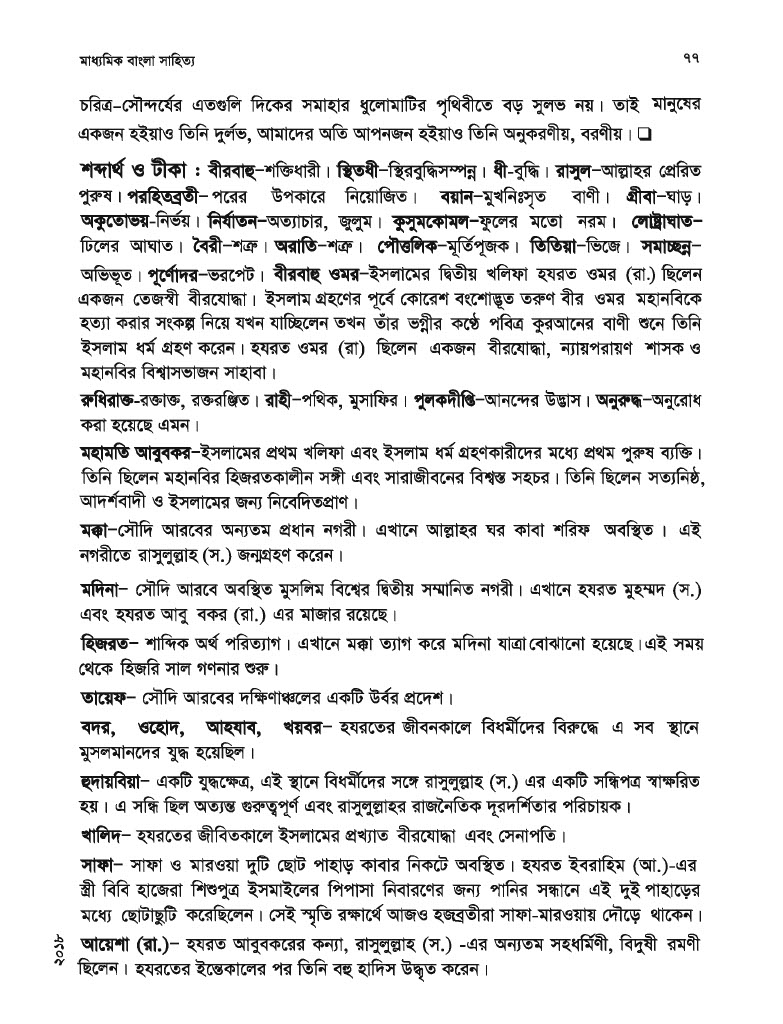 মাধ্যমিক বাংলা সাহিত্য ৭৭
চরিত্র–সৌন্দর্যের এতগুলি দিকের সমাহার ধুলোমাটির পৃথিবীতে বড় সুলভ নয়। তাই মানুষের
একজন হইয়াও তিনি দুর্লভ, আমাদের অতি আপনজন হইয়াও তিনি অনুকরণীয়, বরণীয়। ❏
শব্দার্থ ও টীকা : বীরবাহু–শক্তিধারী। স্থিতধী–স্থিরবুদ্ধিসম্পন্ন। ধী-বুদ্ধি। রাসুল–আল্লাহর প্রেরিত
পুরুষ। পরহিতব্রতী–পরের উপকারে নিয়োজিত। বয়ান–মুখনিঃসৃত বাণী। গ্রীবা–ঘাড়।
অকুতোভয়-নির্ভয়। নির্যাতন–অত্যাচার, জুলুম। কুসুমকোমল–ফুলের মতো নরম। লোষ্ট্রাঘাত–
ঢিলের আঘাত। বৈরী–শত্রু। অরাতি–শত্রু। পৌত্তলিক–মূর্তিপূজক। তিতিয়া–ভিজে। সমাচ্ছন্ন–
অভিভূত। পূর্ণোদর–ভরপেট। বীরবাহু ওমর–ইসলামের দ্বিতীয় খলিফা হযরত ওমর (রা.) ছিলেন
একজন তেজস্বী বীরযোদ্ধা। ইসলাম গ্রহণের পূর্বে কোরেশ বংশোদ্ভূত তরুণ বীর ওমর মহানবিকে
হত্যা করার সংকল্প নিয়ে যখন যাচ্ছিলেন তখন তাঁর ভগ্নীর কণ্ঠে পবিত্র কুরআনের বাণী শুনে তিনি
ইসলাম ধর্ম গ্রহণ করেন। হযরত ওমর (রা) ছিলেন একজন বীরযোদ্ধা, ন্যায়পরায়ণ শাসক ও
মহানবির বিশ্বাসভাজন সাহাবা।
রুধিরাক্ত-রক্তাক্ত, রক্তরঞ্জিত। রাহী–পথিক, মুসাফির। পুলকদীপ্তি–আনন্দের উদ্ভাস। অনুরুদ্ধ–অনুরোধ
করা হয়েছে এমন।
মহামতি আবুবকর–ইসলামের প্রথম খলিফা এবং ইসলাম ধর্ম গ্রহণকারীদের মধ্যে প্রথম পুরুষ ব্যক্তি।
তিনি ছিলেন মহানবির হিজরতকালীন সঙ্গী এবং সারাজীবনের বিশ্বস্ত সহচর। তিনি ছিলেন সত্যনিষ্ঠ,
আদর্শবাদী ও ইসলামের জন্য নিবেদিতপ্রাণ।
মক্কা–সৌদি আরবের অন্যতম প্রধান নগরী। এখানে আল্লাহর ঘর কাবা শরিফ অবস্থিত । এই
নগরীতে রাসুলুল্লাহ (স.) জন্মগ্রহণ করেন।
মদিনা– সৌদি আরবে অবস্থিত মুসলিম বিশ্বের দ্বিতীয় সম্মানিত নগরী। এখানে হযরত মুহম্মদ (স.)
এবং হযরত আবু বকর (রা.) এর মাজার রয়েছে।
হিজরত– শাব্দিক অর্থ পরিত্যাগ। এখানে মক্কা ত্যাগ করে মদিনা যাত্রা বোঝানো হয়েছে। এই সময়
থেকে হিজরি সাল গণনার শুরু।
তায়েফ– সৌদি আরবের দক্ষিণাঞ্চলের একটি উর্বর প্রদেশ।
বদর, ওহোদ, আহযাব, খয়বর– হযরতের জীবনকালে বিধর্মীদের বিরুদ্ধে এ সব স্থানে
মুসলমানদের যুদ্ধ হয়েছিল।
হুদায়বিয়া– একটি যুদ্ধক্ষেত্র, এই স্থানে বিধর্মীদের সঙ্গে রাসুলুল্লাহ (স.) এর একটি সন্ধিপত্র স্বাক্ষরিত
হয়। এ সন্ধি ছিল অত্যন্ত গুরুত্বপূর্ণ এবং রাসুলুল্লাহর রাজনৈতিক দূরদর্শিতার পরিচায়ক।
খালিদ– হযরতের জীবিতকালে ইসলামের প্রখ্যাত বীরযোদ্ধা এবং সেনাপতি।
সাফা– সাফা ও মারওয়া দুটি ছোট পাহাড় কাবার নিকটে অবস্থিত। হযরত ইবরাহিম (আ.)-এর
স্ত্রী বিবি হাজেরা শিশুপুত্র ইসমাইলের পিপাসা নিবারণের জন্য পানির সন্ধানে এই দুই পাহাড়ের
মধ্যে ছোটাছুটি করেছিলেন। সেই স্মৃতি রক্ষার্থে আজও হজব্রতীরা সাফা-মারওয়ায় দৌড়ে থাকেন।
আয়েশা (রা.)– হযরত আবুবকরের কন্যা, রাসুলুল্লাহ (স.) -এর অন্যতম সহধর্মিণী, বিদুষী রমণী
ছিলেন। হযরতের ইন্তেকালের পর তিনি বহু হাদিস উদ্ধৃত করেন।
২০১৮